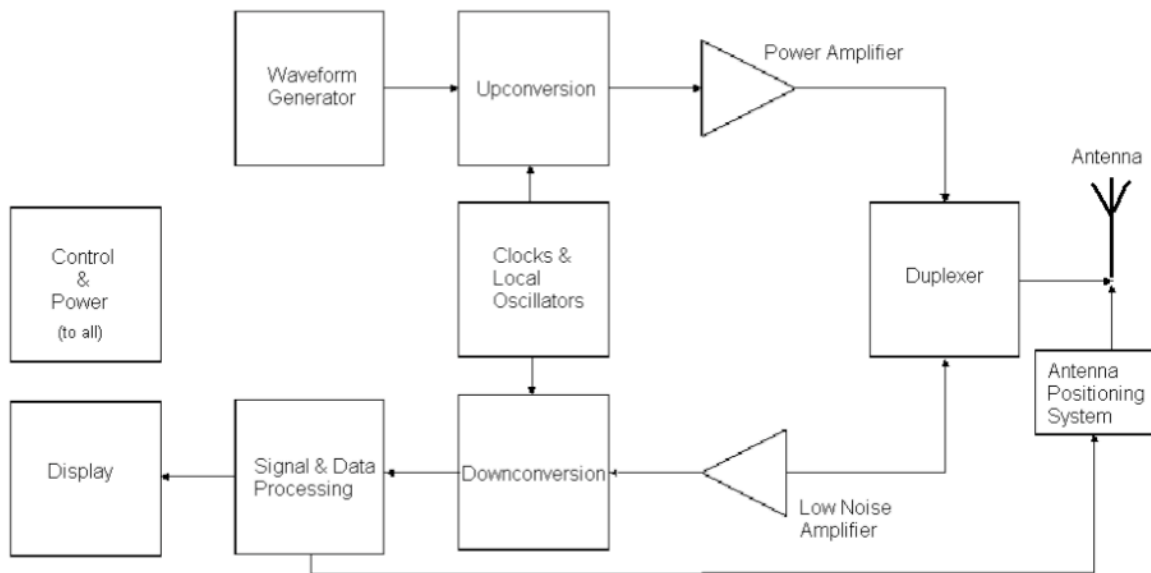 Waveform
Generator
Upconversion
Power Amplifier
Antenna
Control
&
Power
(to all)
Clocks &
Local
Oscillators
Duplexer
Antenna
Positioning
System
Display
Signal & Data
Processing
Downconversion
Low Noise
Amplifier